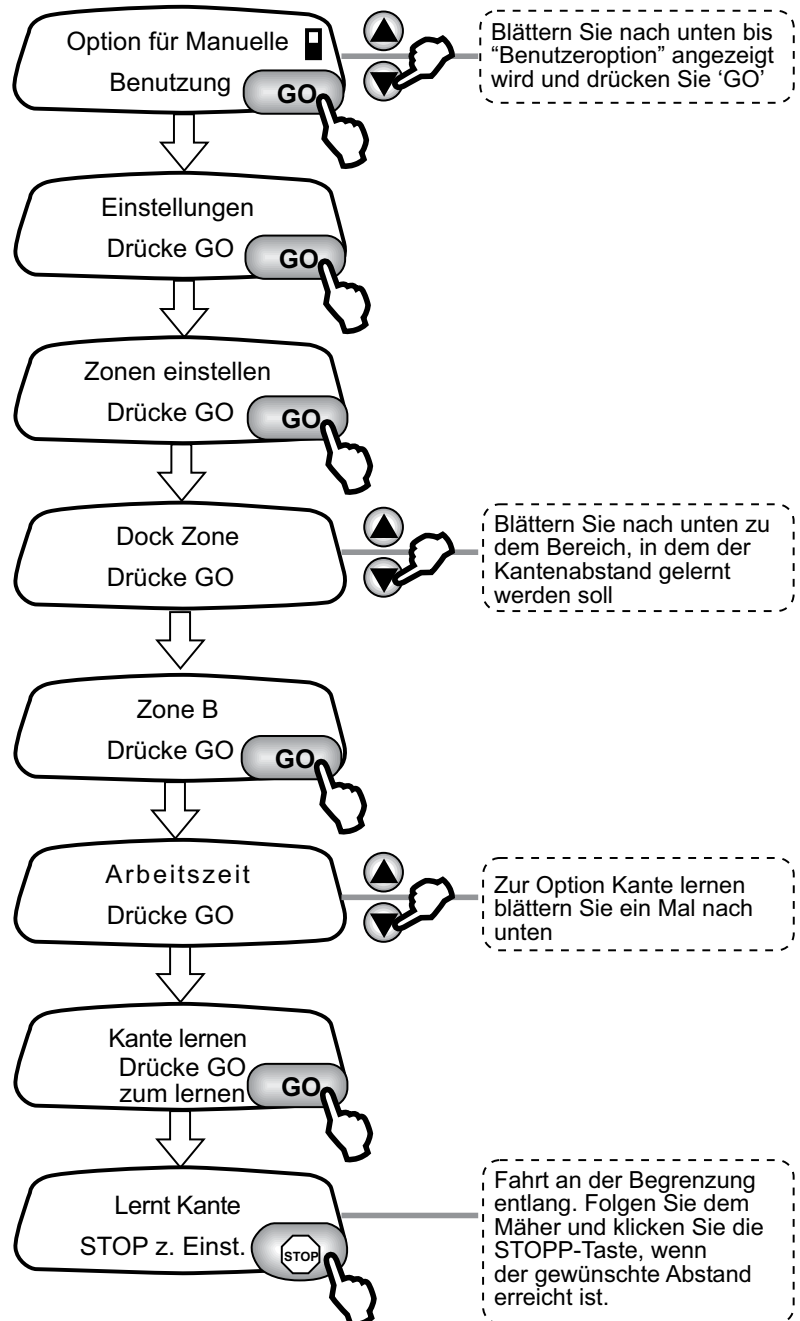 Option für Manuelle
Benutzung
GO
Blättern Sie nach unten bis
“Benutzeroption” angezeigt
wird und drücken Sie ‘GO’
Einstellungen
Drücke GO
GO
Zonen einstellen
Drücke GO
GO
Dock Zone
Drücke GO
Blättern Sie nach unten zu
dem Bereich, in dem der
Kantenabstand gelernt
werden soll
Zone B
Drücke GO
GO
Arbeitszeit
Drücke GO
Zur Option Kante lernen
blättern Sie ein Mal nach
unten
Kante lernen
Drücke GO
zum lernen
GO
Lernt Kante
STOP z. Einst.
STOP
Fahrt an der Begrenzung
entlang. Folgen Sie dem
Mäher und klicken Sie die
STOPP-Taste, wenn
der gewünschte Abstand
erreicht ist.